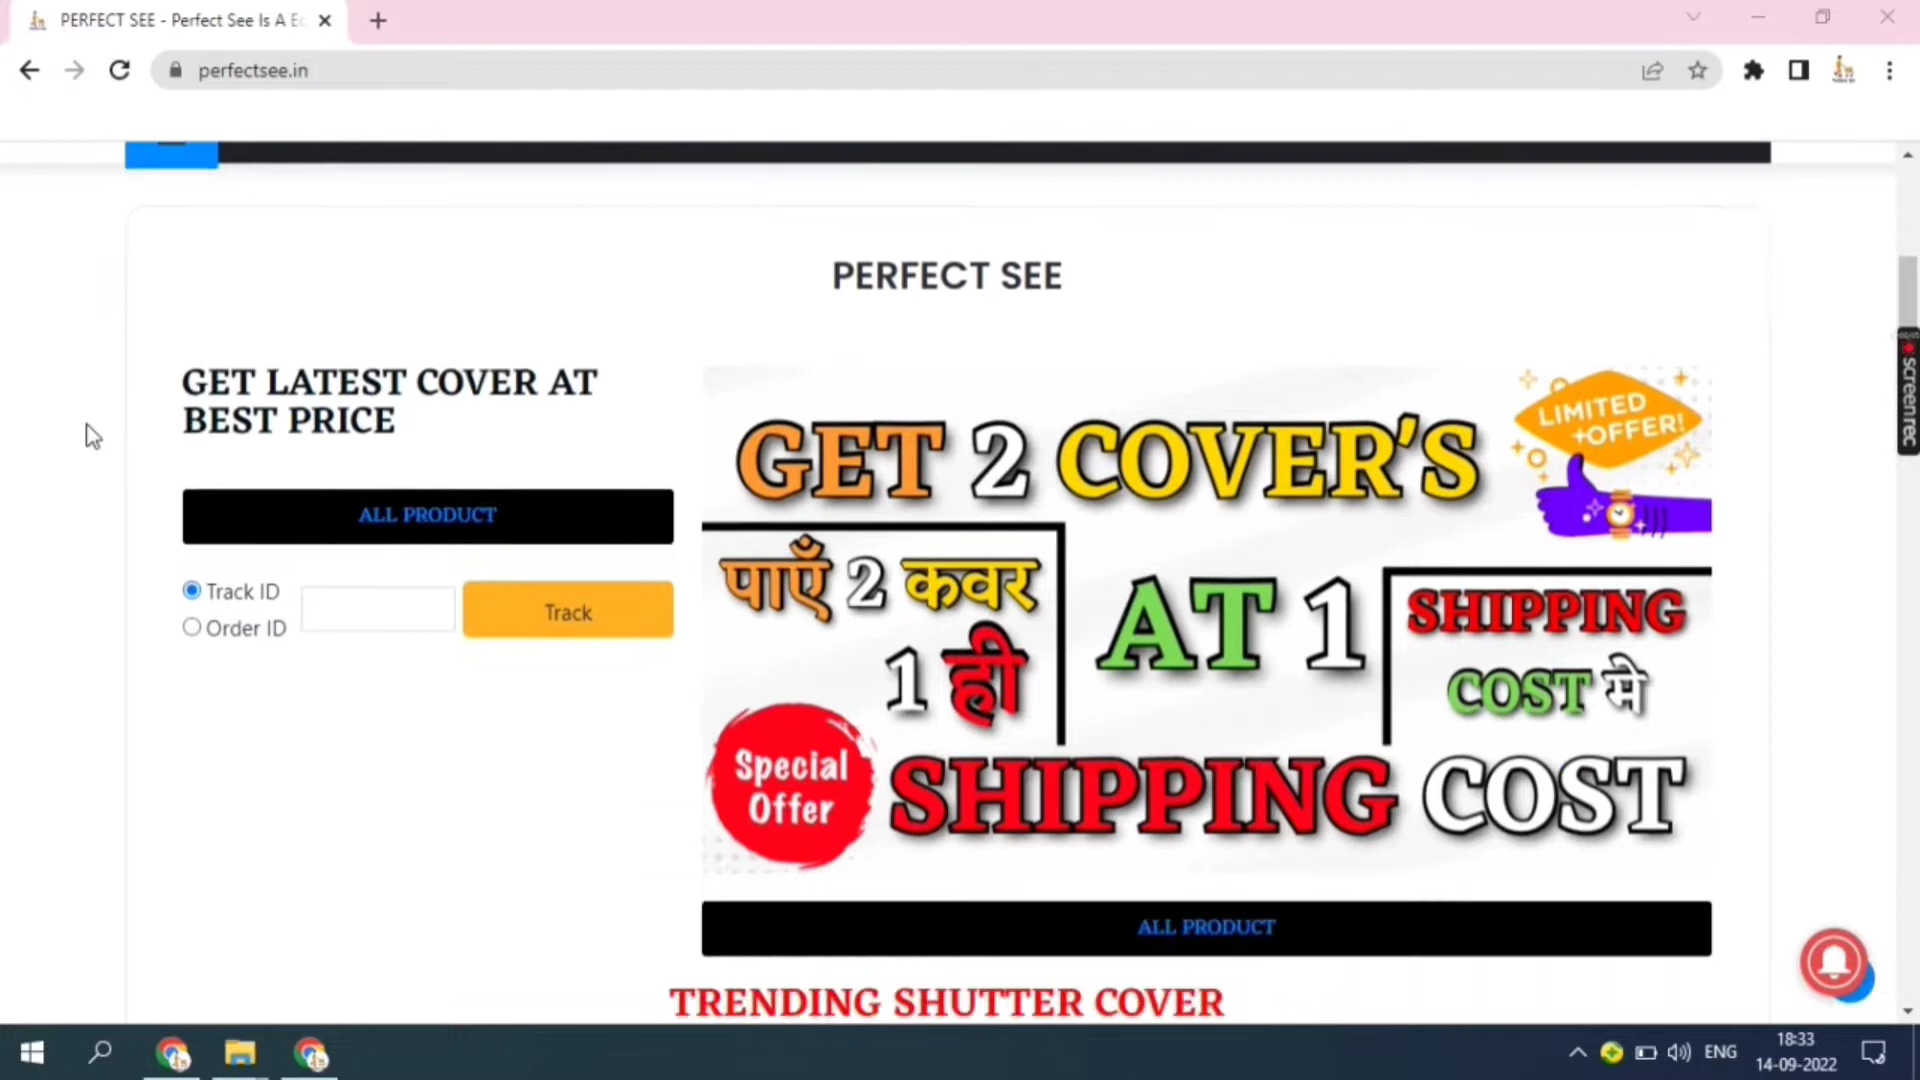 PERFECT SEE - Perfect See Is A Ec
perfectsee.in
PERFECT SEE
GET LATEST COVER AT
BEST PRICE
ALL PRODUCT
Track ID
Order ID
Track
LIMITED
OFFER!
GET 2 COVER'S
पाएँ 2 कवर
1 ही
AT 1
SHIPPING
COST मे
Special
Offer
SHIPPING COST
ALL PRODUCT
TRENDING SHUTTER COVER
screenrec
ENG
18:33
14-09-2022